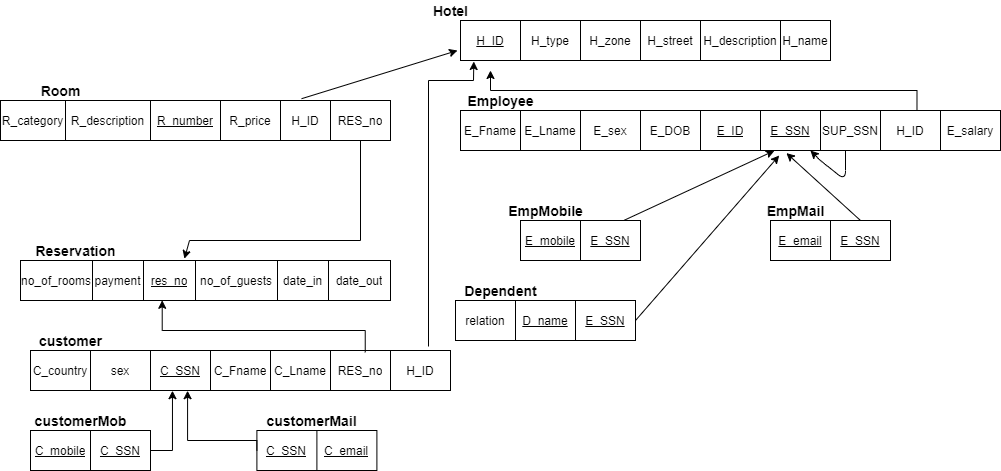 Hotel
H_ID H_type H_zone H_street H_description H_name
Room
R_category R_description R_number R_price H_ID RES_no
Employee
E_Fname E_Lname E_sex E_DOB E_ID E_SSN SUP_SSN H_ID E_salary
EmpMobile
E_mobile E_SSN
EmpMail
E_email E_SSN
Reservation
no_of_rooms payment res_no no_of_guests date_in date_out
Dependent
relation D_name E_SSN
customer
C_country sex C_SSN C_Fname C_Lname RES_no H_ID
customerMob
C_mobile C_SSN
customerMail
C_SSN C_email